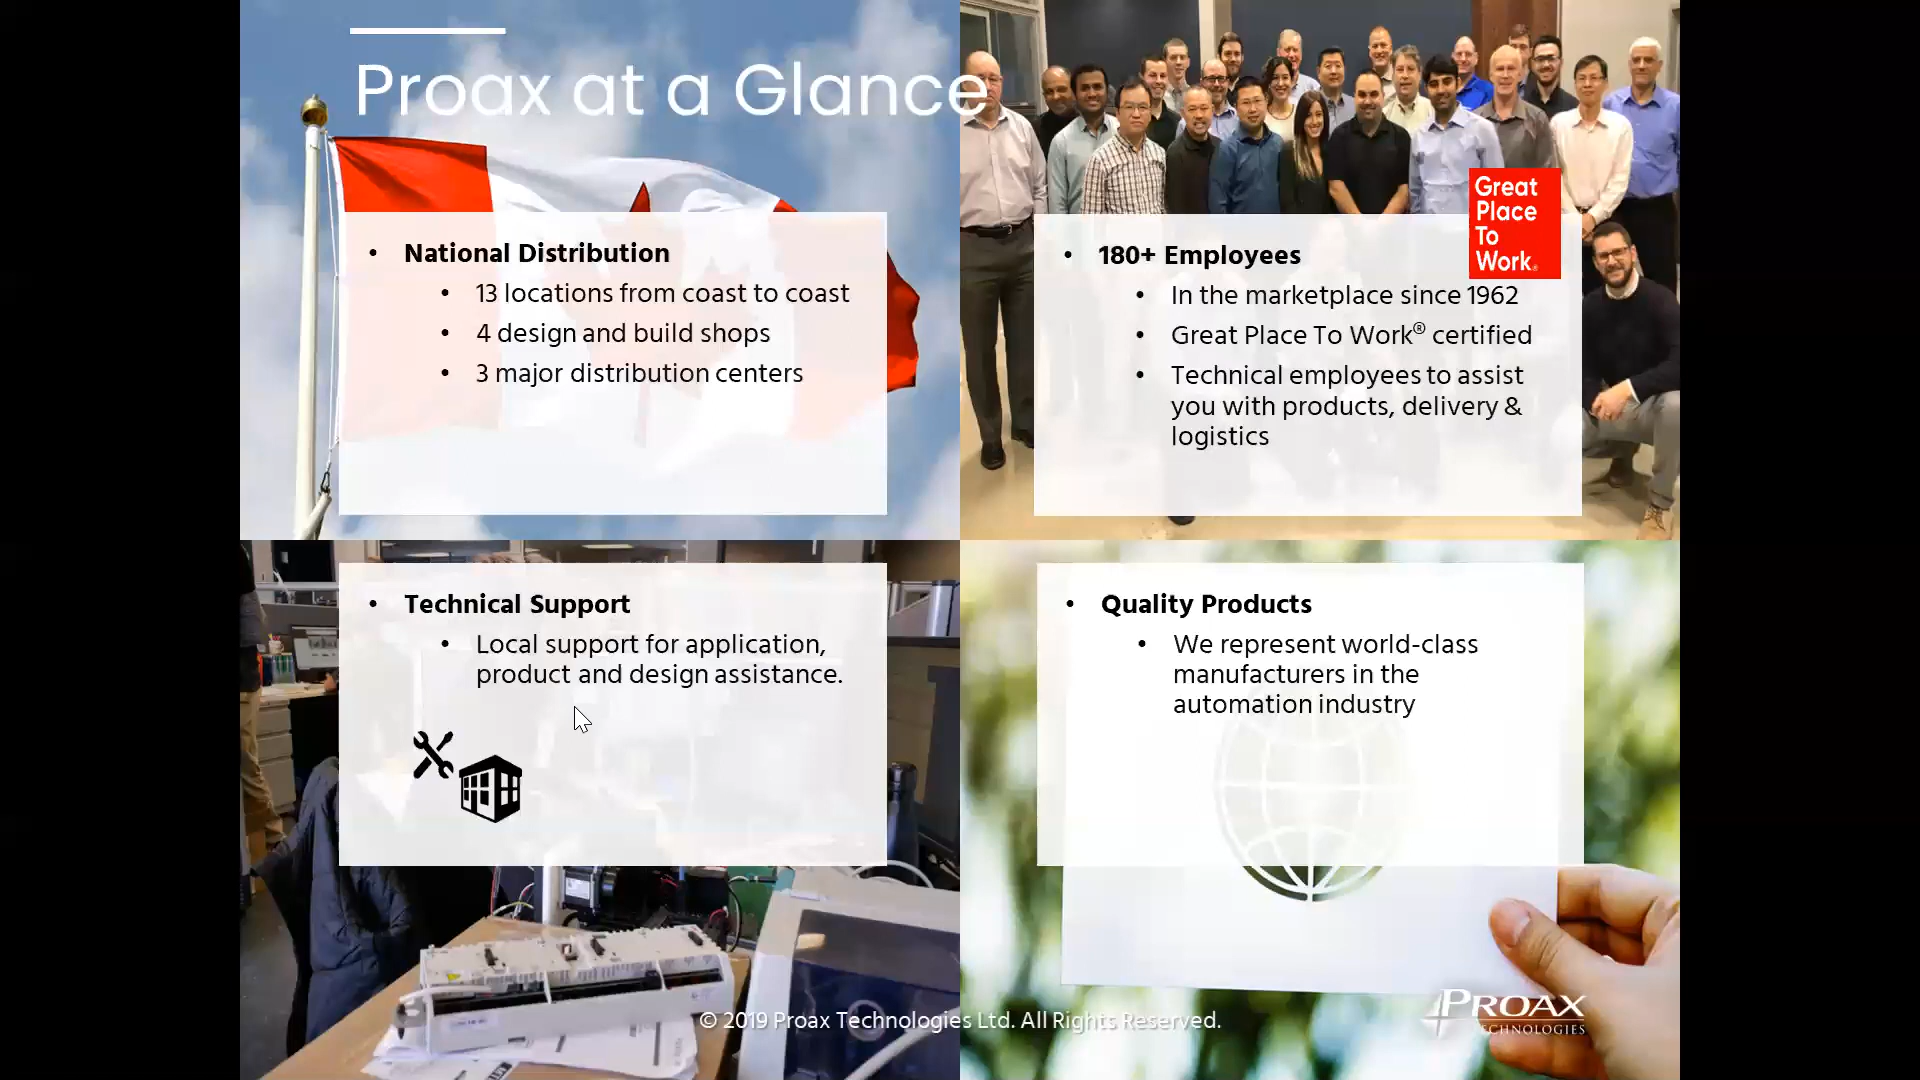 Proax at a Glance
• National Distribution
• 13 locations from coast to coast
• 4 design and build shops
• 3 major distribution centers
Great
Place
To
Work®
• 180+ Employees
• In the marketplace since 1962
• Great Place To Work® certified
• Technical employees to assist
you with products, delivery &
logistics
• Technical Support
• Local support for application,
product and design assistance.
• Quality Products
• We represent world-class
manufacturers in the
automation industry
© 2019 Proax Technologies Ltd. All Rights Reserved.
PROAX
TECHNOLOGIES